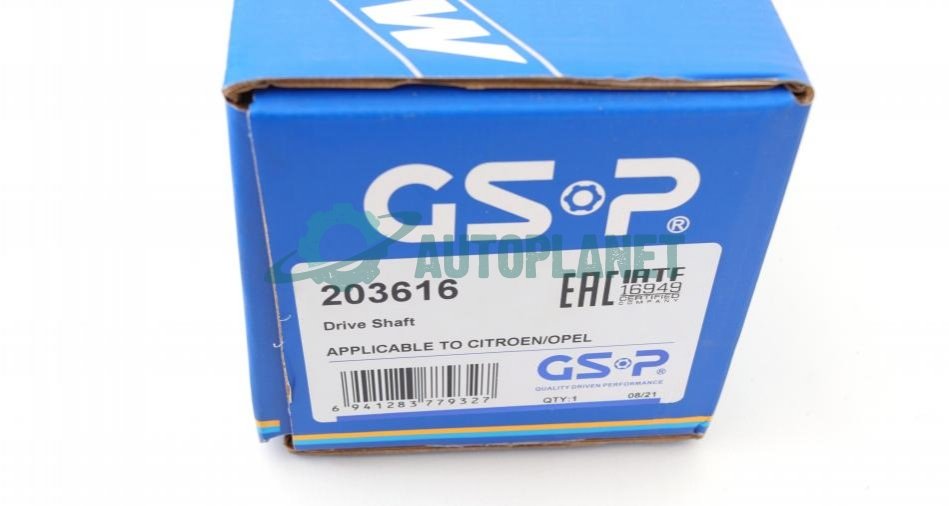 W
GSP®
AUTOPLANET
203616
EAC
IATF
16949
CERTIFIED
COMPANY
Drive Shaft
APPLICABLE TO CITROEN/OPEL
GSP®
QUALITY DRIVEN PERFORMANCE
6 941283 779327
QTY:1
08/21